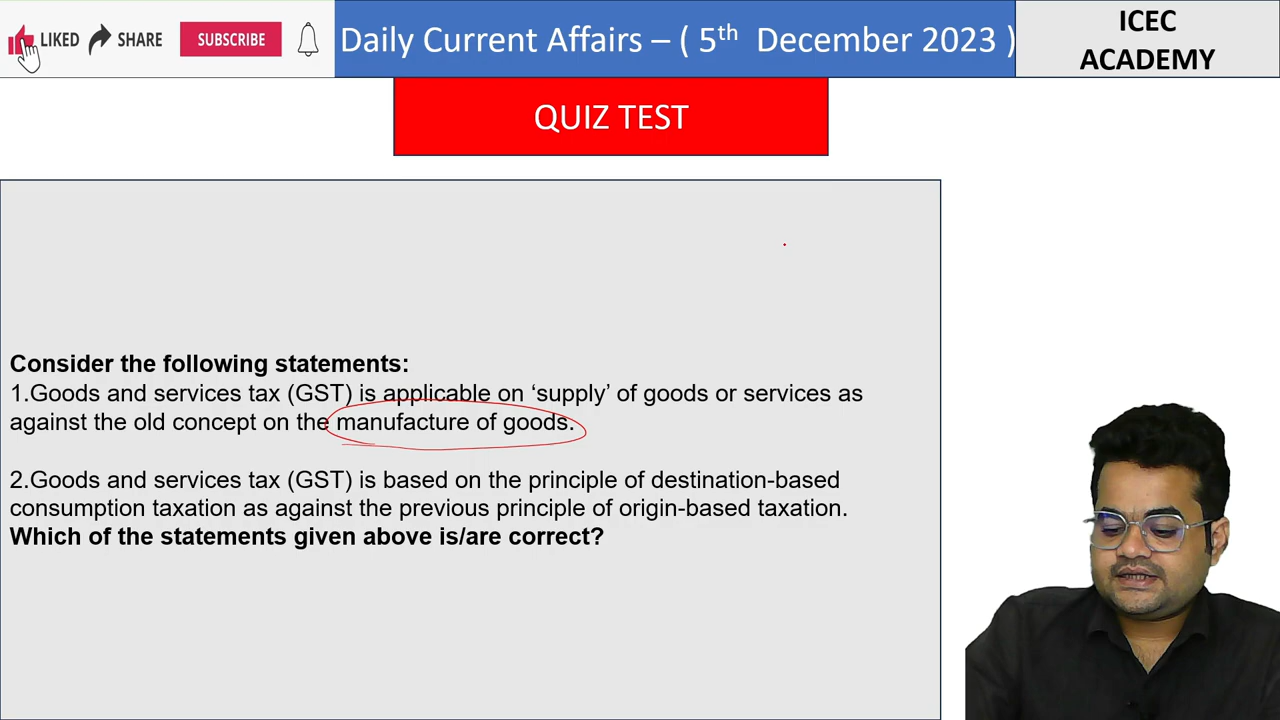 LIKED SHARE SUBSCRIBE
Daily Current Affairs – ( 5th December 2023 )
ICEC
ACADEMY
QUIZ TEST
Consider the following statements:
1.Goods and services tax (GST) is applicable on ‘supply’ of goods or services as
against the old concept on the manufacture of goods.
2.Goods and services tax (GST) is based on the principle of destination-based
consumption taxation as against the previous principle of origin-based taxation.
Which of the statements given above is/are correct?